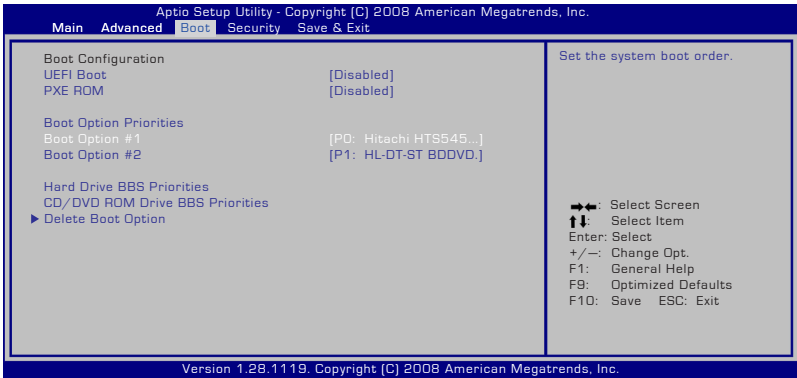 Aptio Setup Utility - Copyright (C) 2008 American Megatrends, Inc.
Main Advanced Boot Security Save & Exit
Boot Configuration
UEFI Boot [Disabled]
PXE ROM [Disabled]
Boot Option Priorities
Boot Option #1 [P0: Hitachi HTS545...]
Boot Option #2 [P1: HL-DT-ST BDDVD.]
Hard Drive BBS Priorities
CD/DVD ROM Drive BBS Priorities
Delete Boot Option
Set the system boot order.
→←: Select Screen
↑↓: Select Item
Enter: Select
+/—: Change Opt.
F1: General Help
F9: Optimized Defaults
F10: Save ESC: Exit
Version 1.28.1119. Copyright (C) 2008 American Megatrends, Inc.